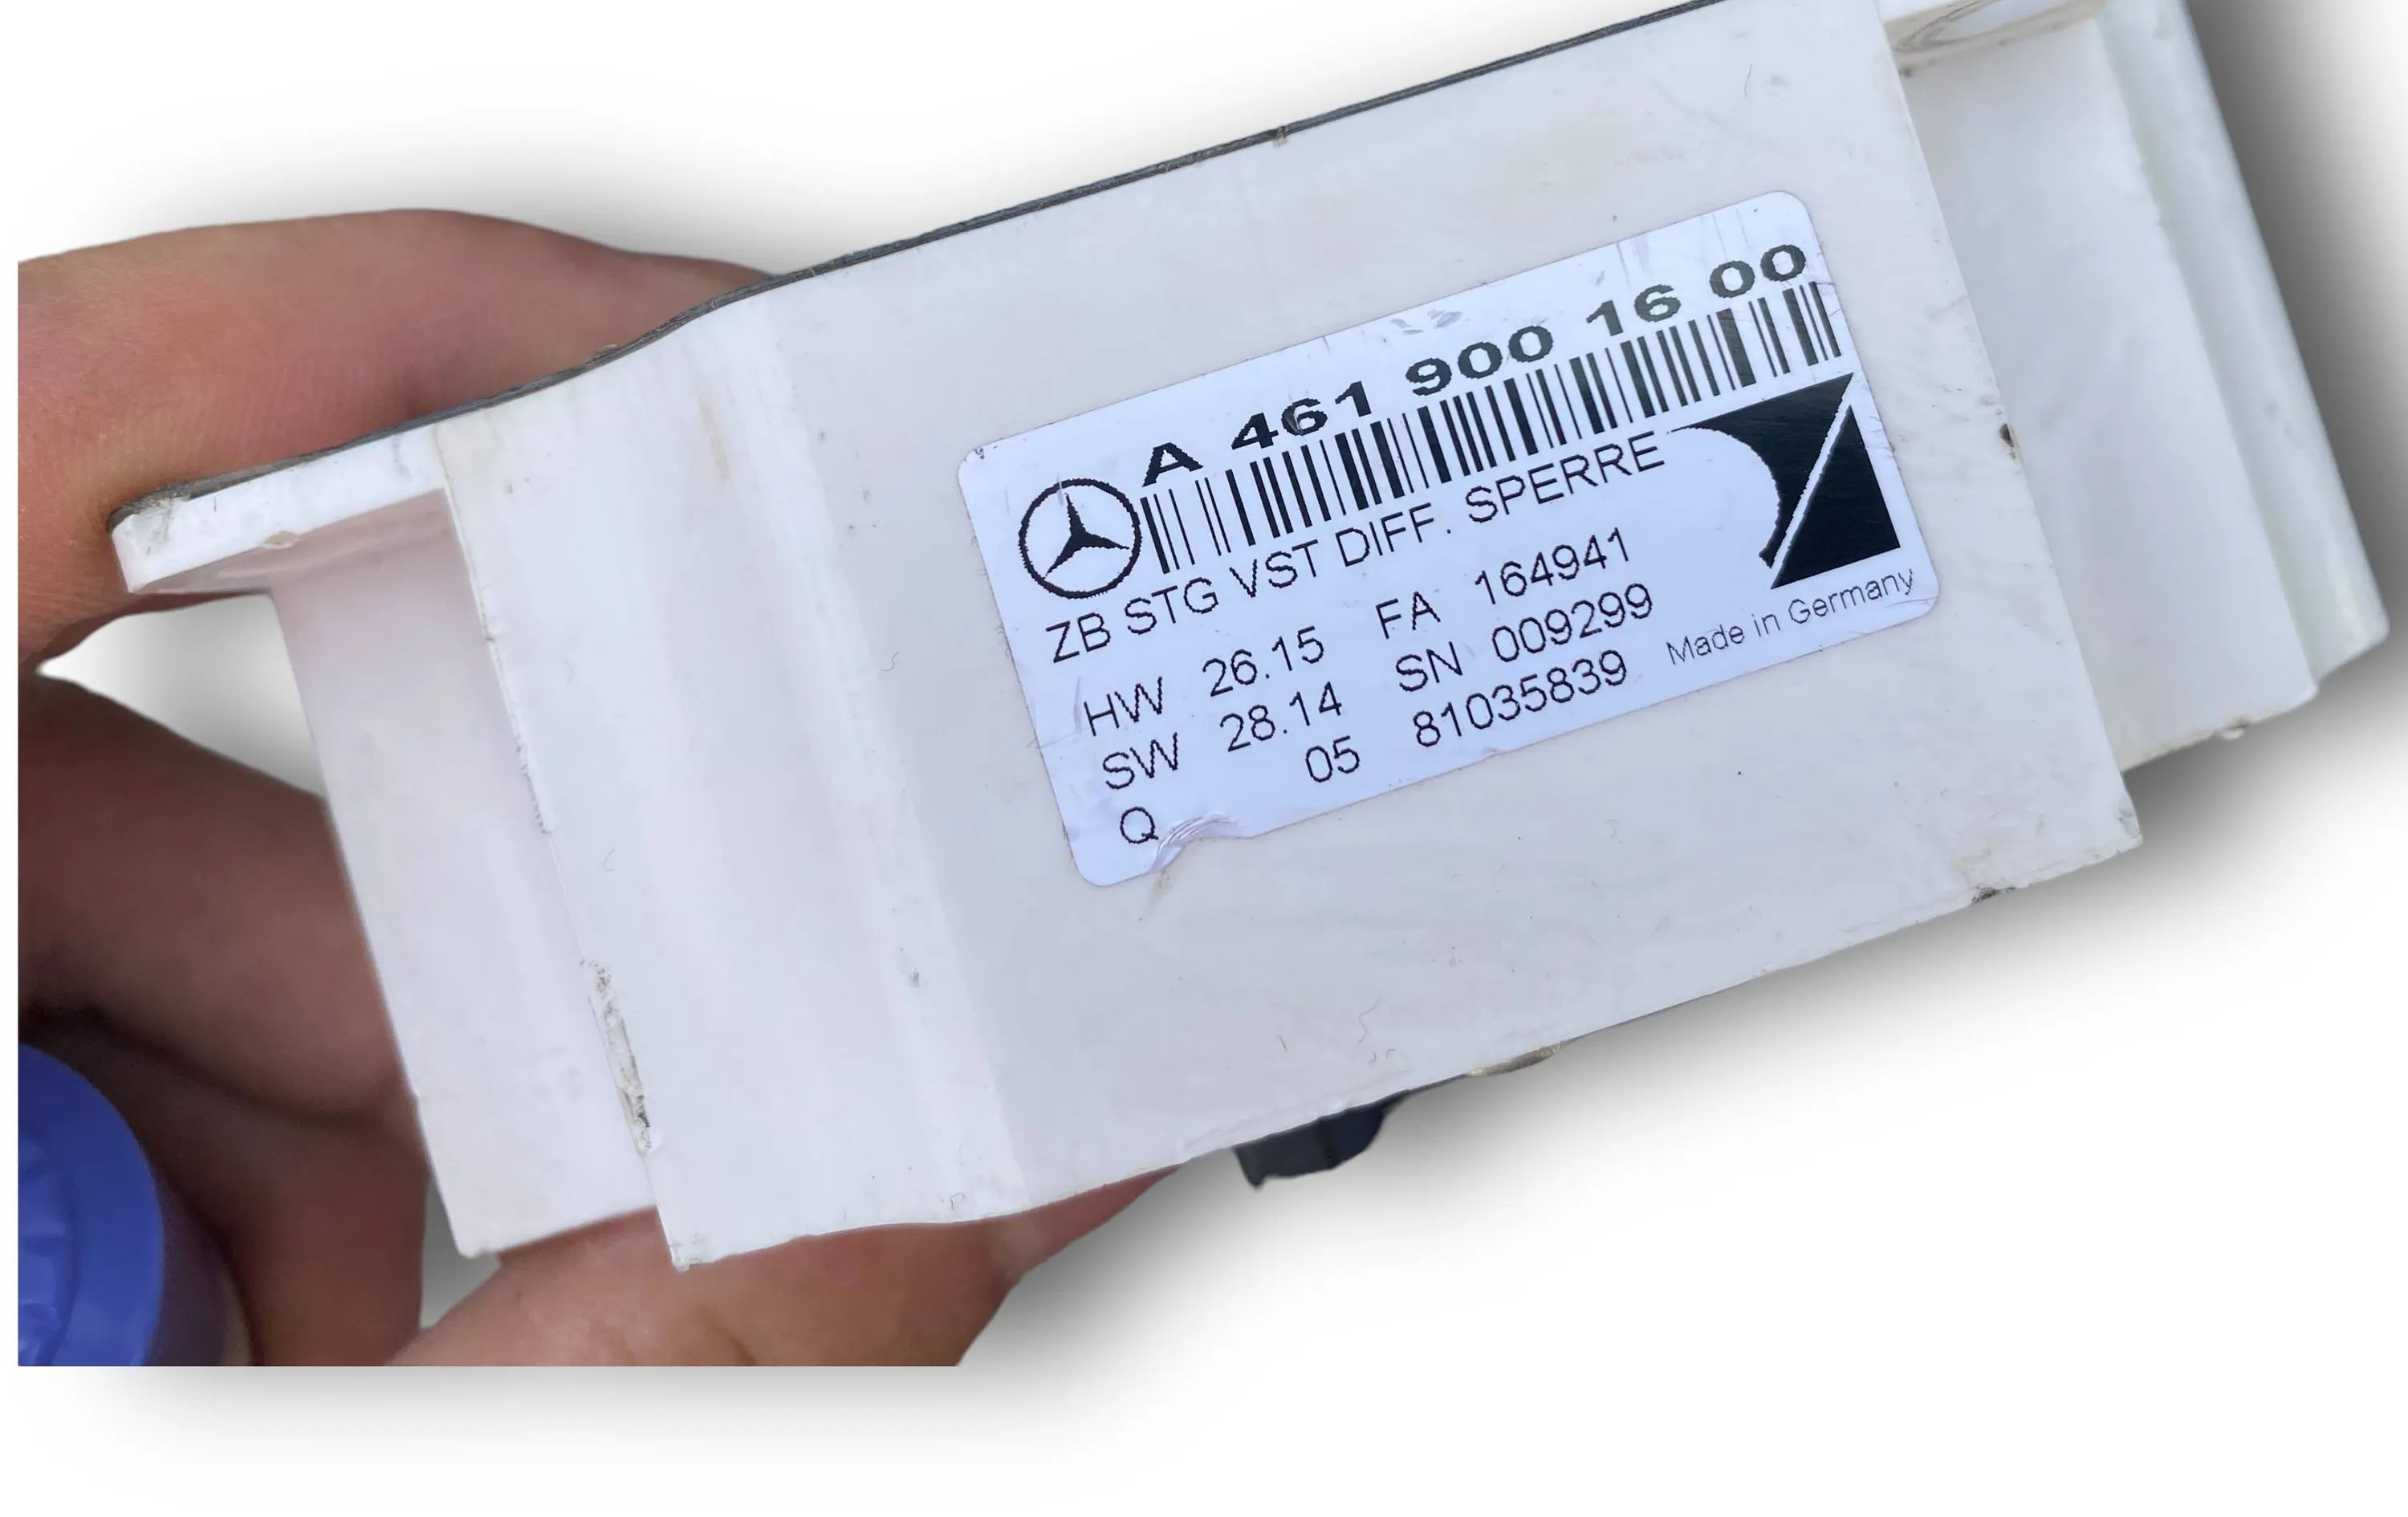 A 461 900 16 00
ZB STG VST DIFF. SPERRE
HW 26.15 FA 164941
SW 28.14 SN 009299
Q 05 81035839
Made in Germany